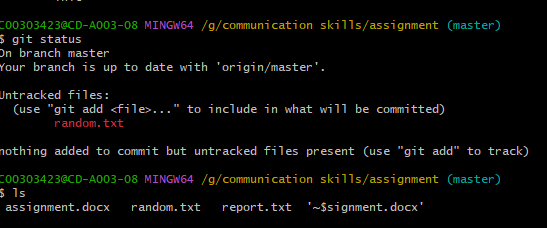 C00303423@CD-A003-08 MINGW64 /g/communication skills/assignment (master)
$ git status
On branch master
Your branch is up to date with 'origin/master'.
Untracked files:
(use "git add <file>..." to include in what will be committed)
random.txt
nothing added to commit but untracked files present (use "git add" to track)
C00303423@CD-A003-08 MINGW64 /g/communication skills/assignment (master)
$ ls
assignment.docx random.txt report.txt '~$signment.docx'